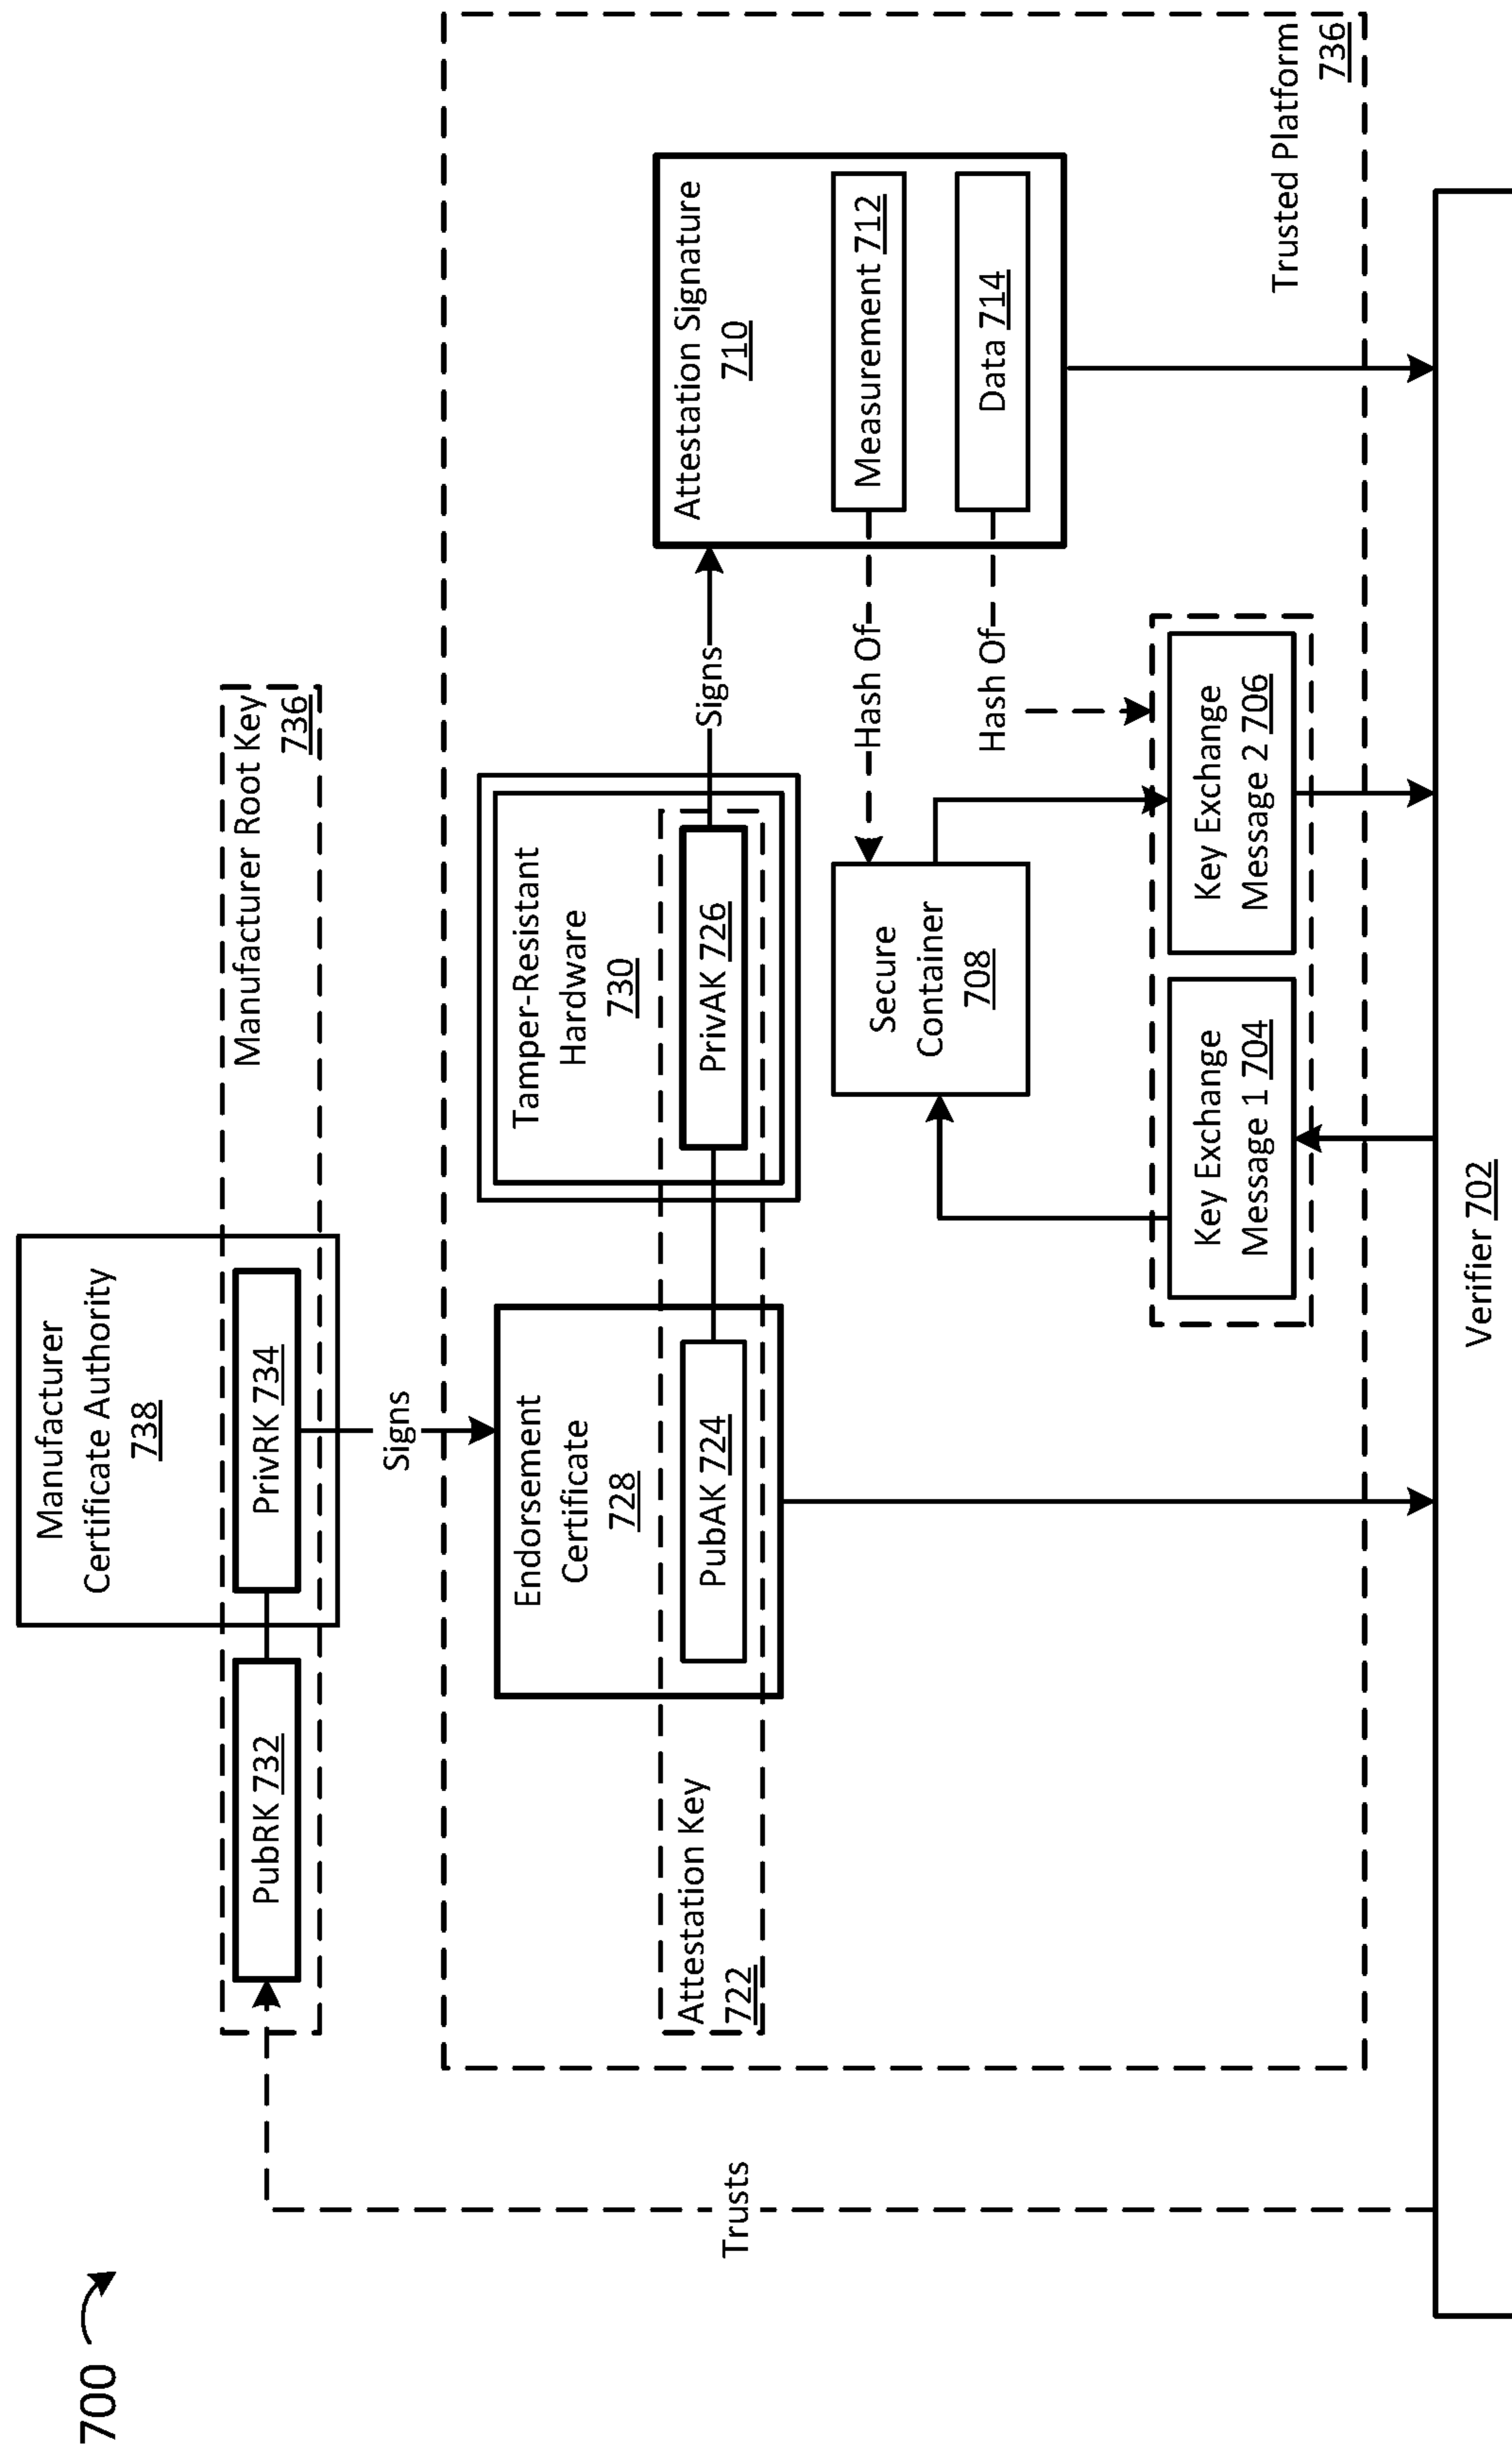 700
Manufacturer
Certificate Authority
738
PubRK 732
PrivRK 734
Manufacturer Root Key
736
Signs
Trusts
Endorsement
Certificate
728
PubAK 724
Attestation Key
722
Tamper-Resistant
Hardware
730
PrivAK 726
Signs
Attestation Signature
710
Measurement 712
Data 714
Hash Of
Hash Of
Secure
Container
708
Key Exchange
Message 1 704
Key Exchange
Message 2 706
Trusted Platform
736
Verifier 702